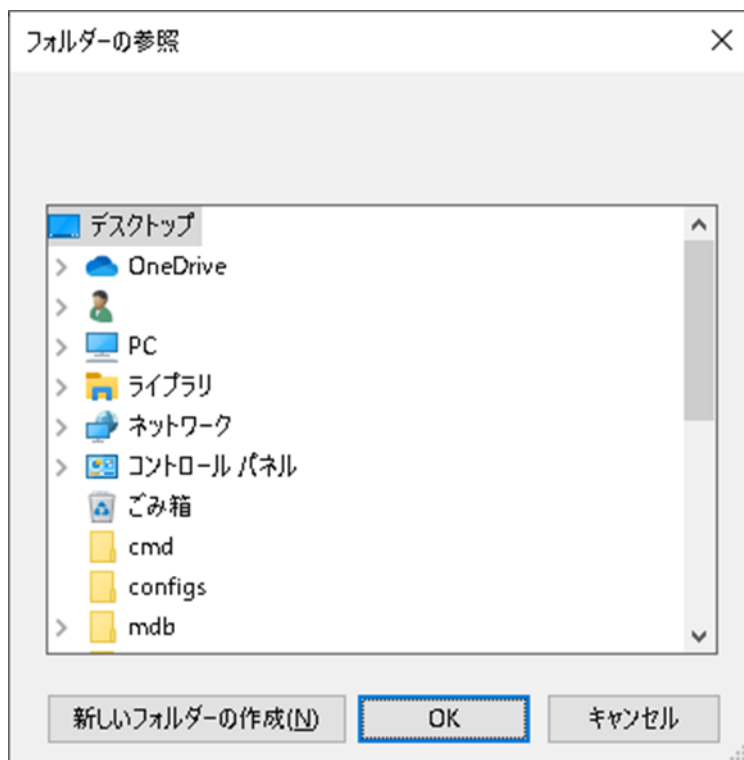 フォルダーの参照
デスクトップ
OneDrive
PC
ライブラリ
ネットワーク
コントロール パネル
ごみ箱
cmd
configs
mdb
新しいフォルダーの作成(N) OK キャンセル